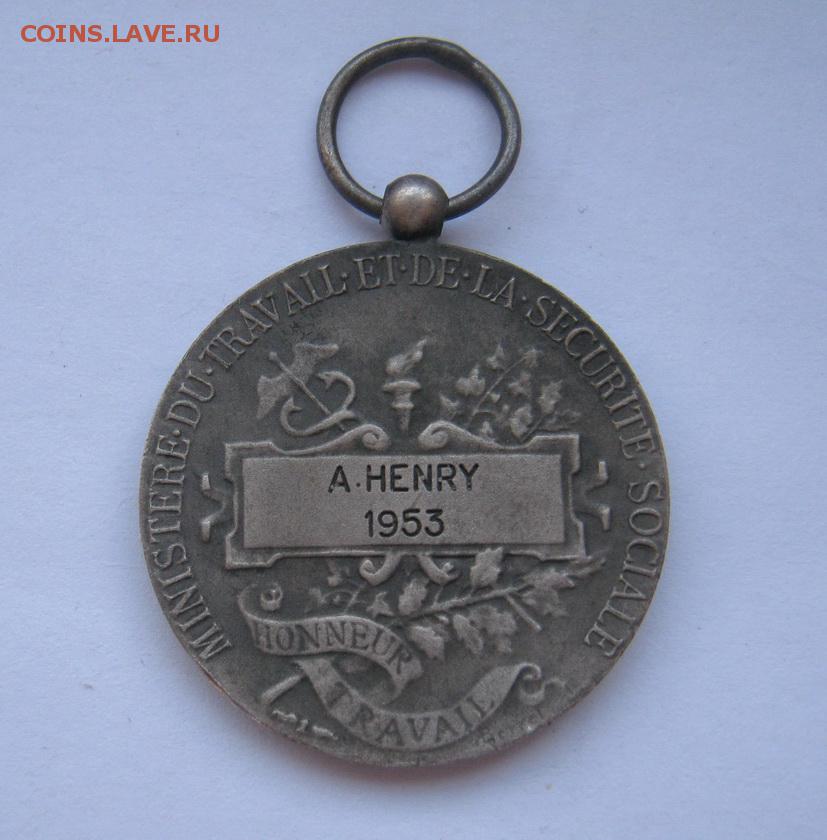 COINS.LAVE.RU
MINISTERE·DU·TRAVAIL·ET·DE·LA·SECURITE·SOCIALE
A·HENRY
1953
HONNEUR
TRAVAIL